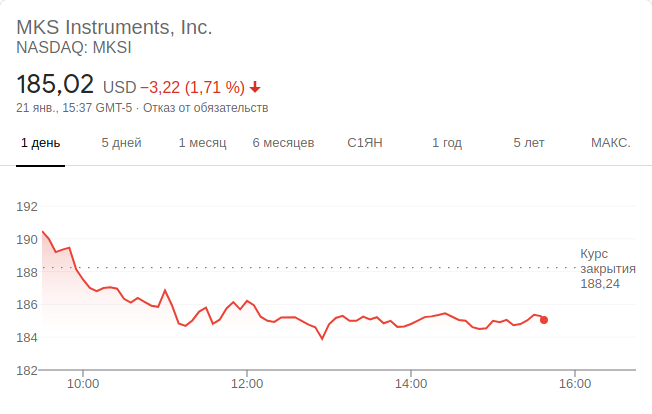 MKS Instruments, Inc.
NASDAQ: MKSI
185,02 USD −3,22 (1,71 %)
21 янв., 15:37 GMT-5 · Отказ от обязательств
1 день 5 дней 1 месяц 6 месяцев С1ЯН 1 год 5 лет МАКС.
192
190
Курс
188 закрытия
188,24
186
184
182
10:00 12:00 14:00 16:00